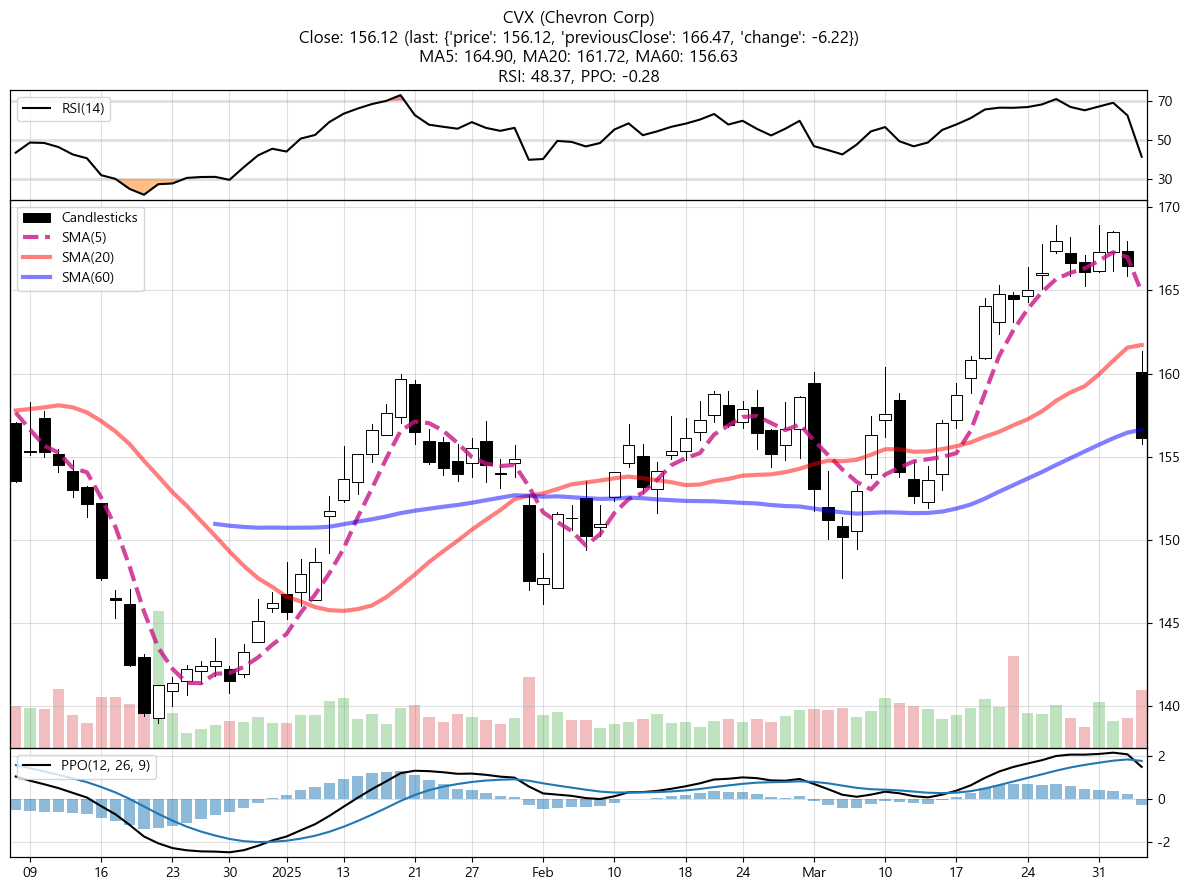 CVX (Chevron Corp)
Close: 156.12 (last: {'price': 156.12, 'previousClose': 166.47, 'change': -6.22})
MA5: 164.90, MA20: 161.72, MA60: 156.63
RSI: 48.37, PPO: -0.28
RSI(14)
70
50
30
Candlesticks
SMA(5)
SMA(20)
SMA(60)
170
165
160
155
150
145
140
PPO(12, 26, 9)
2
0
-2
09 16 23 30 2025 13 21 27 Feb 10 18 24 Mar 10 17 24 31